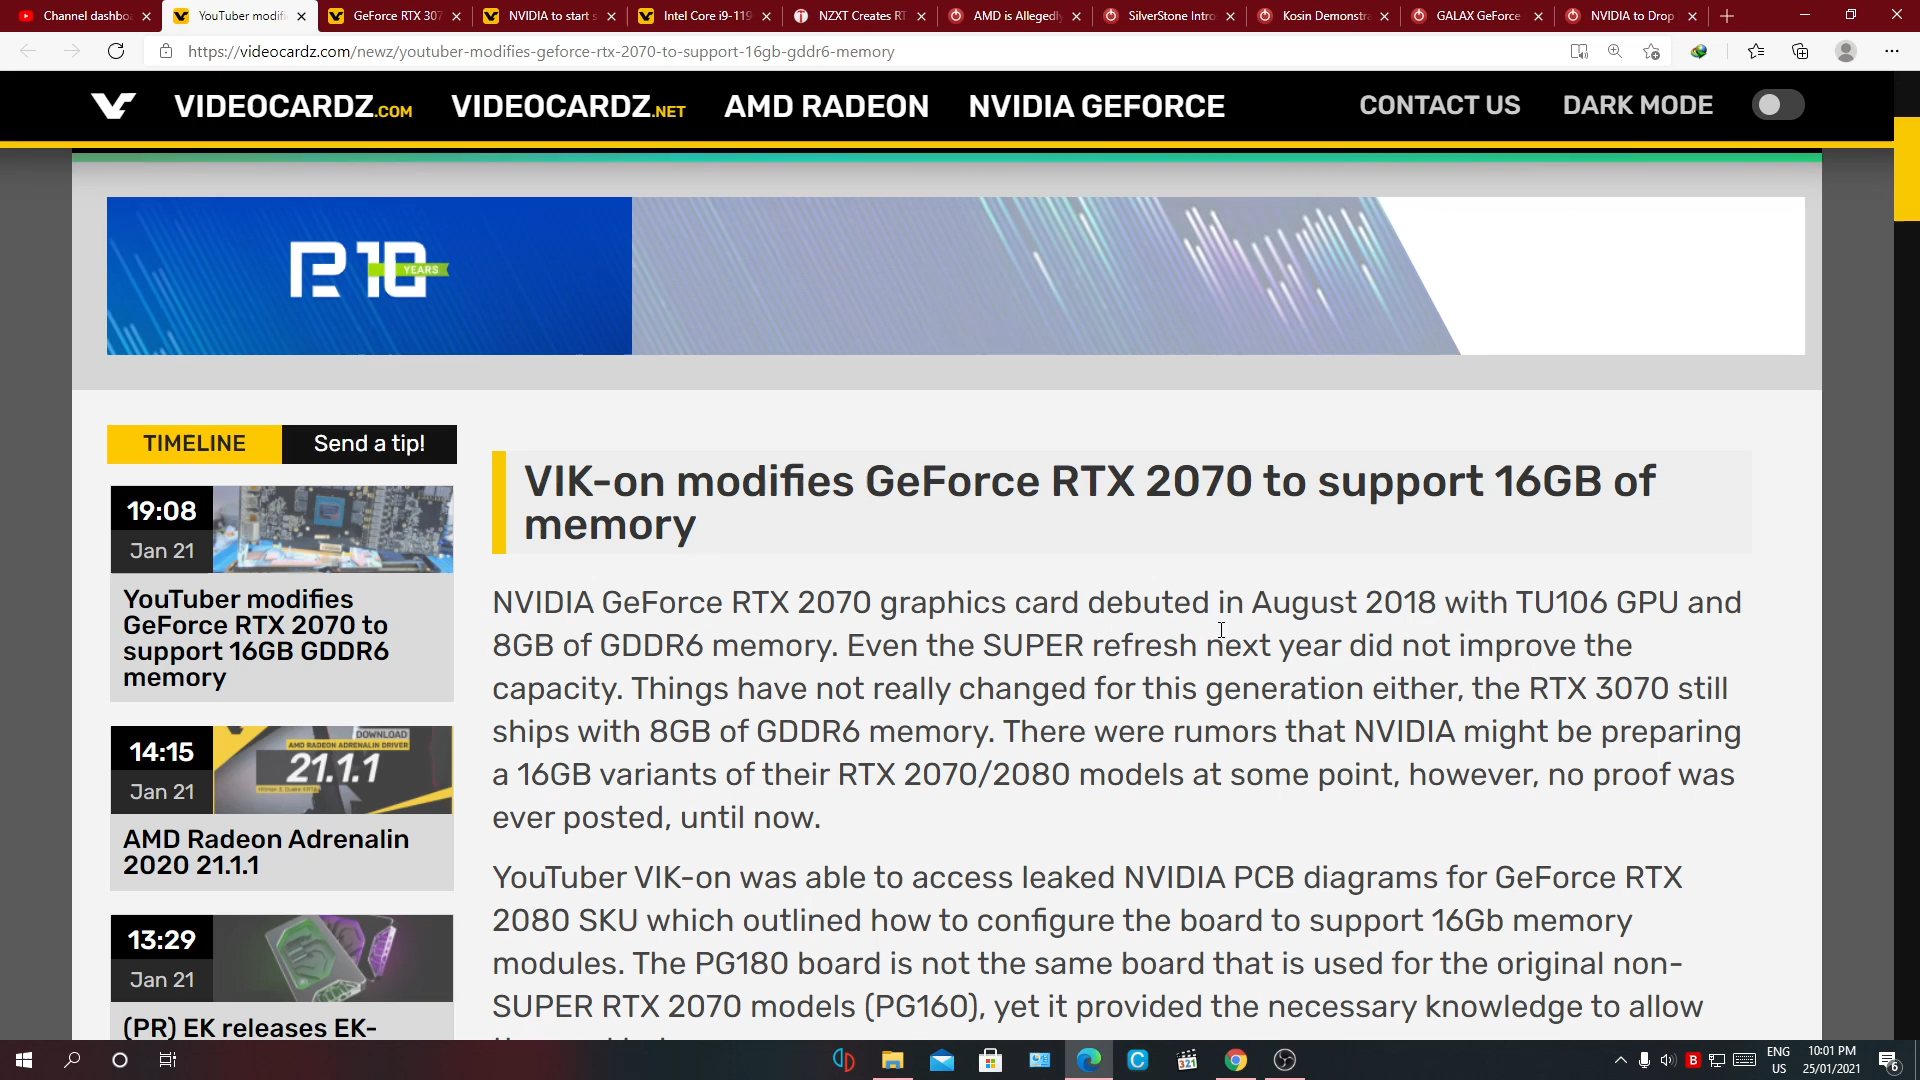 Channel dashbo
YouTuber modifi
GeForce RTX 307
NVIDIA to start s
Intel Core i9-119
NZXT Creates RT
AMD is Allegedl
SilverStone Intro
Kosin Demonstra
GALAX GeForce
NVIDIA to Drop
https://videocardz.com/newz/youtuber-modifies-geforce-rtx-2070-to-support-16gb-gddr6-memory
VIDEOCARDZ.COM
VIDEOCARDZ.NET
AMD RADEON
NVIDIA GEFORCE
CONTACT US
DARK MODE
10
YEARS
TIMELINE
Send a tip!
19:08
Jan 21
YouTuber modifies
GeForce RTX 2070 to
support 16GB GDDR6
memory
14:15
Jan 21
DOWNLOAD
AMD RADEON ADRENALIN DRIVER
21.1.1
AMD Radeon Adrenalin
2020 21.1.1
13:29
Jan 21
(PR) EK releases EK-
VIK-on modifies GeForce RTX 2070 to support 16GB of
memory
NVIDIA GeForce RTX 2070 graphics card debuted in August 2018 with TU106 GPU and
8GB of GDDR6 memory. Even the SUPER refresh next year did not improve the
capacity. Things have not really changed for this generation either, the RTX 3070 still
ships with 8GB of GDDR6 memory. There were rumors that NVIDIA might be preparing
a 16GB variants of their RTX 2070/2080 models at some point, however, no proof was
ever posted, until now.
YouTuber VIK-on was able to access leaked NVIDIA PCB diagrams for GeForce RTX
2080 SKU which outlined how to configure the board to support 16Gb memory
modules. The PG180 board is not the same board that is used for the original non-
SUPER RTX 2070 models (PG160), yet it provided the necessary knowledge to allow
ENG
US
10:01 PM
25/01/2021
6